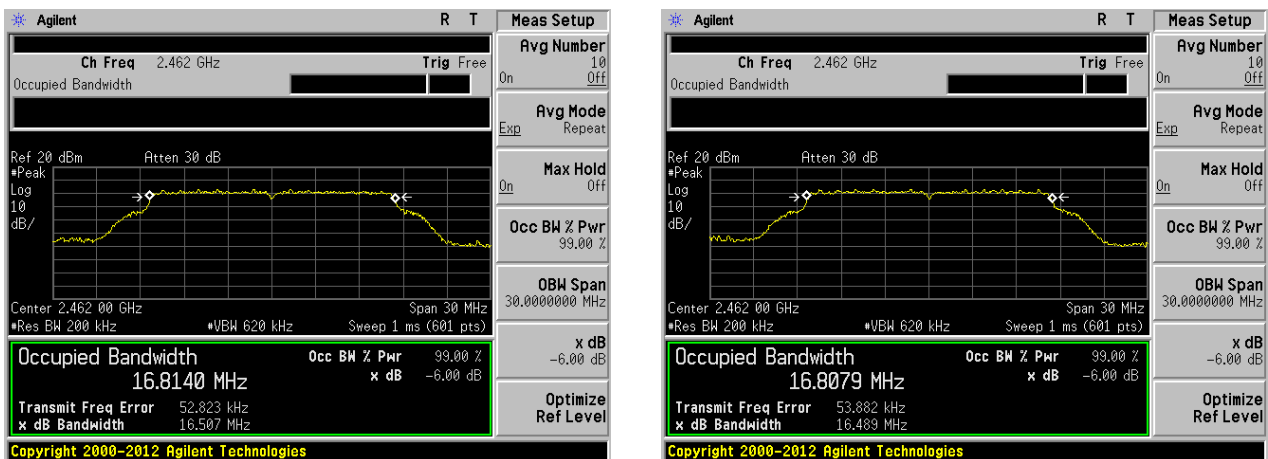 Agilent R T
Ch Freq 2.462 GHz Trig Free
Occupied Bandwidth
Ref 20 dBm Atten 30 dB
#Peak
Log
10
dB/
Center 2.462 00 GHz Span 30 MHz
#Res BW 200 kHz #VBW 620 kHz Sweep 1 ms (601 pts)
Occupied Bandwidth Occ BW % Pwr 99.00 %
16.8140 MHz x dB -6.00 dB
Transmit Freq Error 52.823 kHz
x dB Bandwidth 16.507 MHz
Copyright 2000-2012 Agilent Technologies
Meas Setup
Avg Number
10
On Off
Avg Mode
Exp Repeat
Max Hold
On Off
Occ BW % Pwr
99.00 %
OBW Span
30.0000000 MHz
x dB
-6.00 dB
Optimize
Ref Level
Agilent R T
Ch Freq 2.462 GHz Trig Free
Occupied Bandwidth
Ref 20 dBm Atten 30 dB
#Peak
Log
10
dB/
Center 2.462 00 GHz Span 30 MHz
#Res BW 200 kHz #VBW 620 kHz Sweep 1 ms (601 pts)
Occupied Bandwidth Occ BW % Pwr 99.00 %
16.8079 MHz x dB -6.00 dB
Transmit Freq Error 53.882 kHz
x dB Bandwidth 16.489 MHz
Copyright 2000-2012 Agilent Technologies
Meas Setup
Avg Number
10
On Off
Avg Mode
Exp Repeat
Max Hold
On Off
Occ BW % Pwr
99.00 %
OBW Span
30.0000000 MHz
x dB
-6.00 dB
Optimize
Ref Level